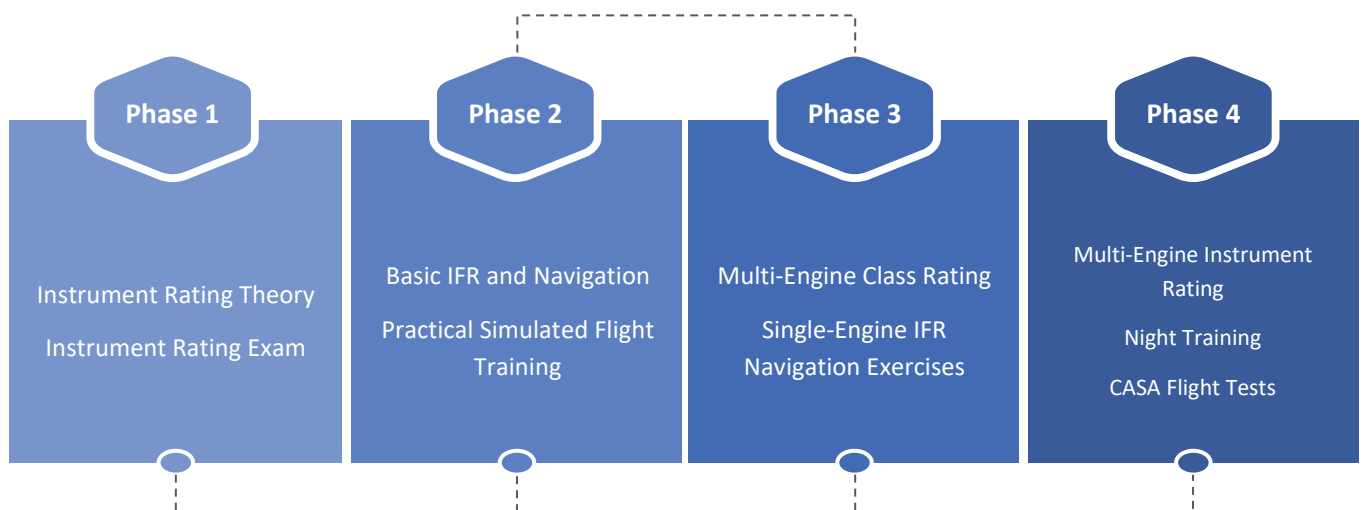 Phase 1
Instrument Rating Theory
Instrument Rating Exam
Phase 2
Basic IFR and Navigation
Practical Simulated Flight
Training
Phase 3
Multi-Engine Class Rating
Single-Engine IFR
Navigation Exercises
Phase 4
Multi-Engine Instrument
Rating
Night Training
CASA Flight Tests